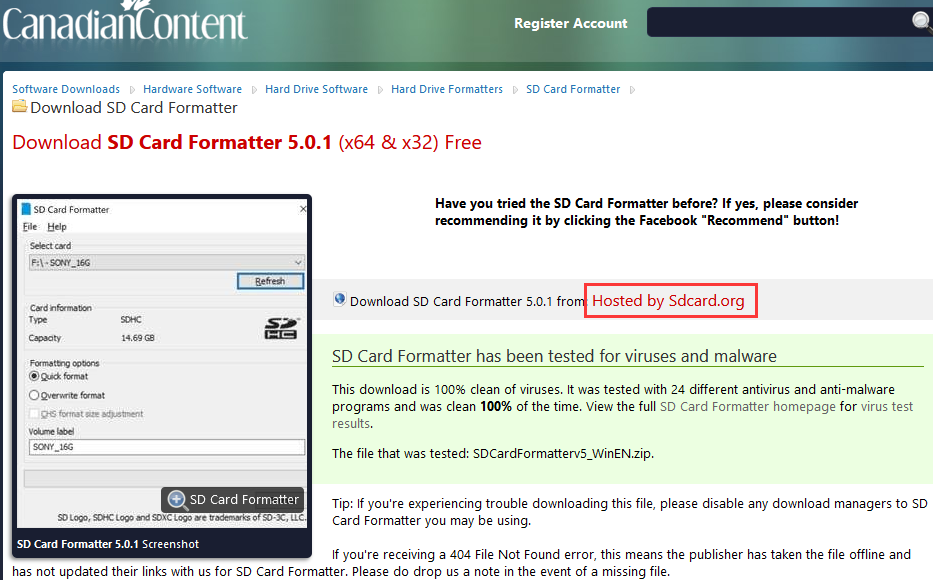 CanadianContent
Register Account
Software Downloads Hardware Software Hard Drive Software Hard Drive Formatters SD Card Formatter
Download SD Card Formatter
Download SD Card Formatter 5.0.1 (x64 & x32) Free
SD Card Formatter
File Help
Select card
F:\ - SONY_16G
Refresh
Card information
Type SDHC
Capacity 14.69 GB
SD HC
Formatting options
Quick format
Overwrite format
CHS format size adjustment
Volume label
SONY_16G
SD Card Formatter
SD Logo, SDHC Logo and SDXC Logo are trademarks of SD-3C, LLC.
SD Card Formatter 5.0.1 Screenshot
Have you tried the SD Card Formatter before? If yes, please consider
recommending it by clicking the Facebook "Recommend" button!
Download SD Card Formatter 5.0.1 from Hosted by Sdcard.org
SD Card Formatter has been tested for viruses and malware
This download is 100% clean of viruses. It was tested with 24 different antivirus and anti-malware
programs and was clean 100% of the time. View the full SD Card Formatter homepage for virus test
results.
The file that was tested: SDCardFormatterv5_WinEN.zip.
Tip: If you're experiencing trouble downloading this file, please disable any download managers to SD
Card Formatter you may be using.
If you're receiving a 404 File Not Found error, this means the publisher has taken the file offline and
has not updated their links with us for SD Card Formatter. Please do drop us a note in the event of a missing file.